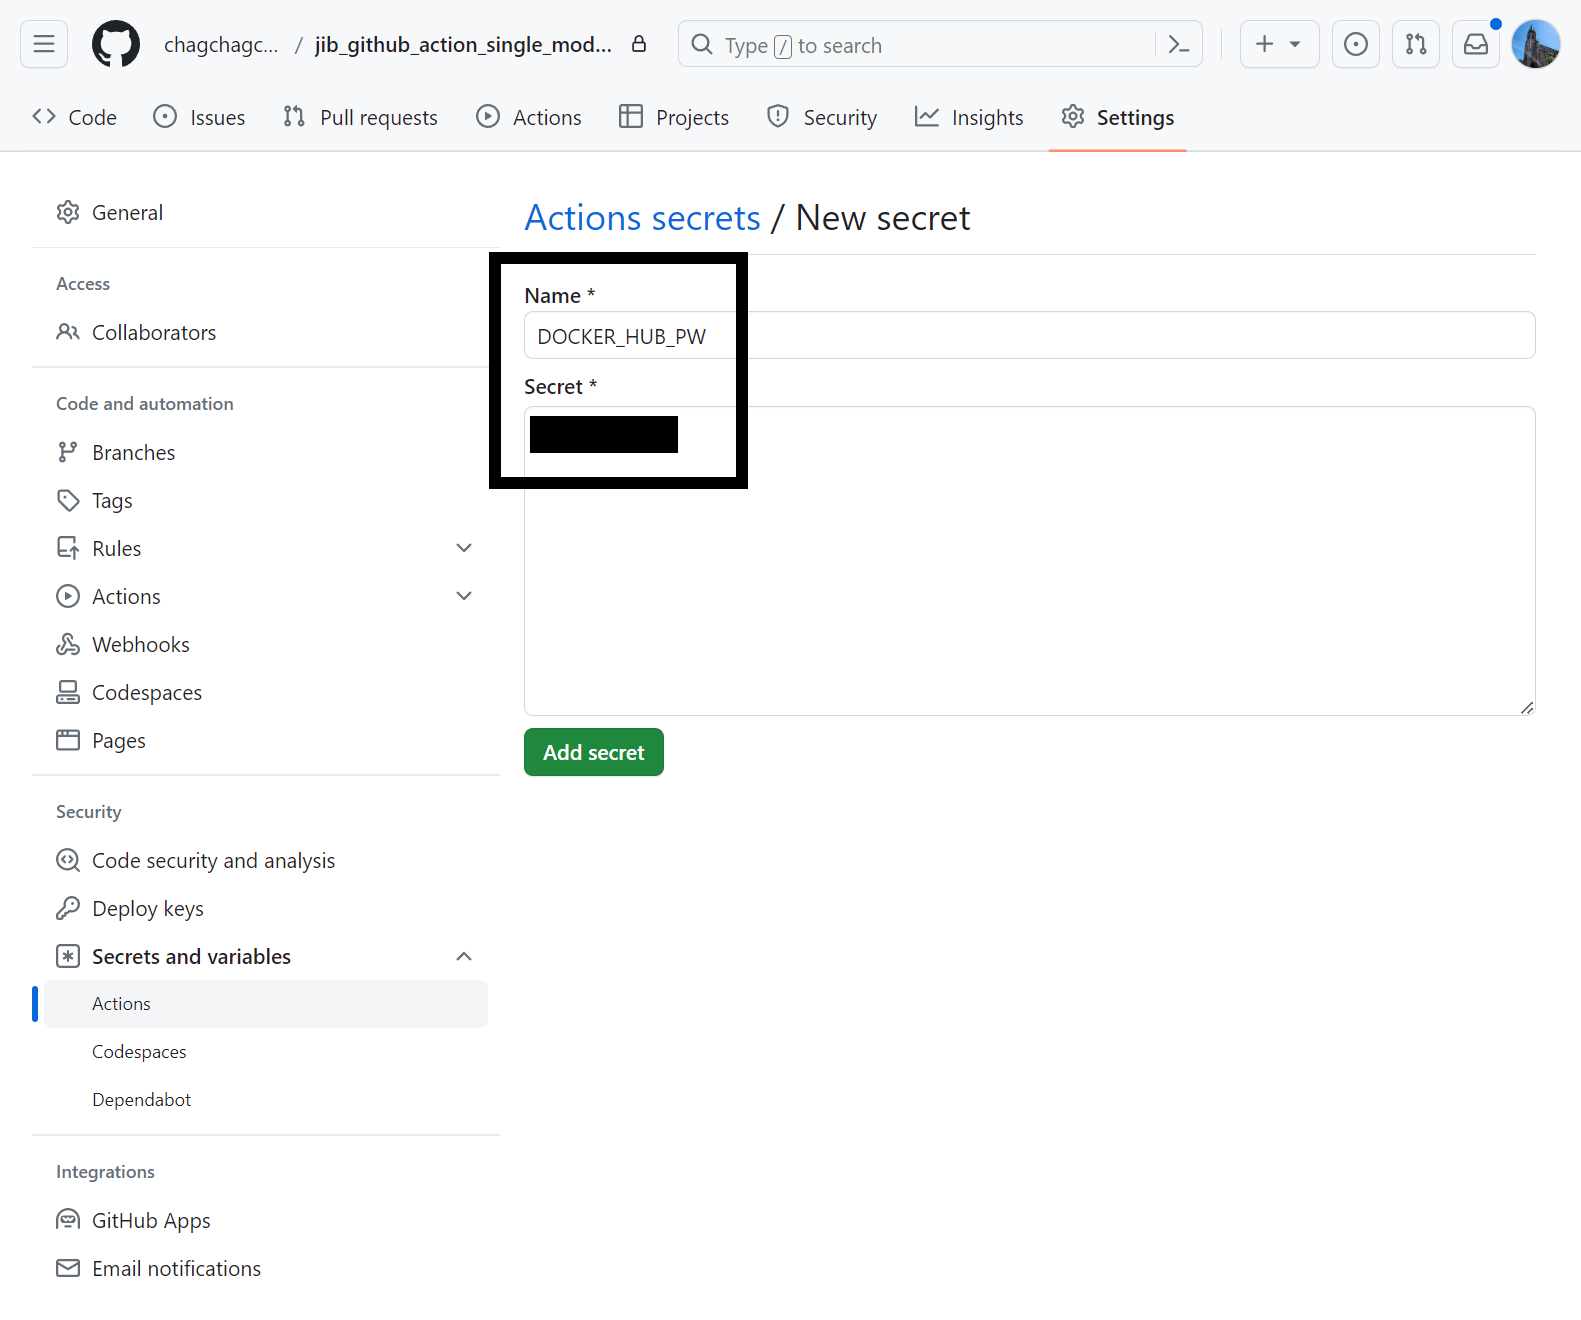 chagchagc... / jib_github_action_single_mod...
Type / to search
Code Issues Pull requests Actions Projects Security Insights Settings
General
Access
Collaborators
Code and automation
Branches
Tags
Rules
Actions
Webhooks
Codespaces
Pages
Security
Code security and analysis
Deploy keys
Secrets and variables
Actions
Codespaces
Dependabot
Integrations
GitHub Apps
Email notifications
Actions secrets / New secret
Name *
DOCKER_HUB_PW
Secret *
Add secret